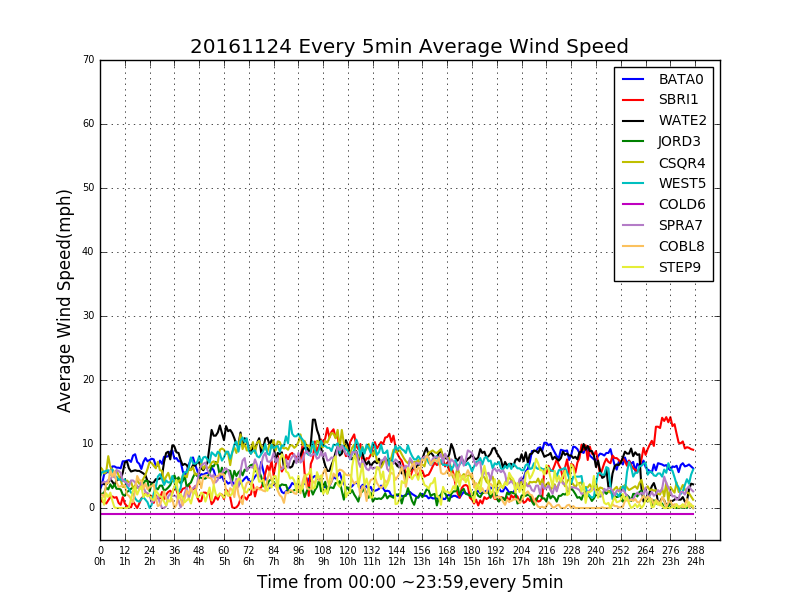 20161124 Every 5min Average Wind Speed
70
60
50
40
30
20
10
0
Average Wind Speed(mph)
BATA0
SBRI1
WATE2
JORD3
CSQR4
WEST5
COLD6
SPRA7
COBL8
STEP9
0 12 24 36 48 60 72 84 96 108 120 132 144 156 168 180 192 204 216 228 240 252 264 276 288
0h 1h 2h 3h 4h 5h 6h 7h 8h 9h 10h 11h 12h 13h 14h 15h 16h 17h 18h 19h 20h 21h 22h 23h 24h
Time from 00:00 ~23:59,every 5min